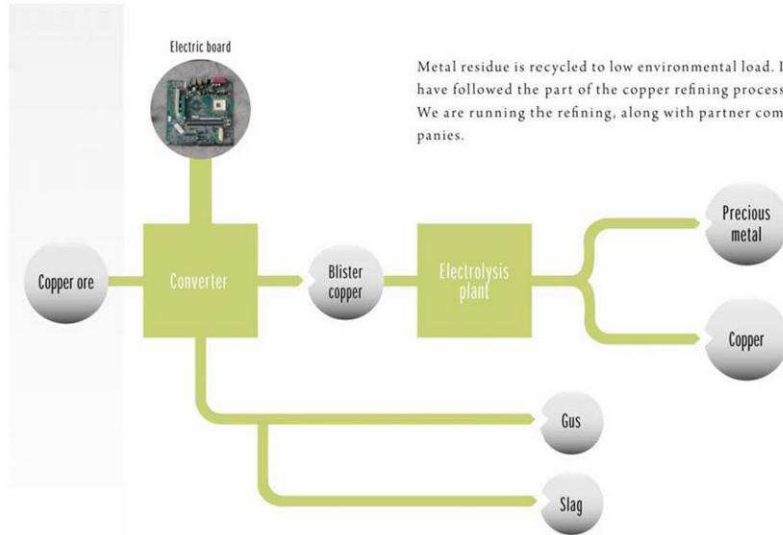 Electric board
Metal residue is recycled to low environmental load. I
have followed the part of the copper refining process
We are running the refining, along with partner com
panies.
Precious
metal
Copper ore
Converter
Blister
copper
Electrolysis
plant
Copper
Gus
Slag